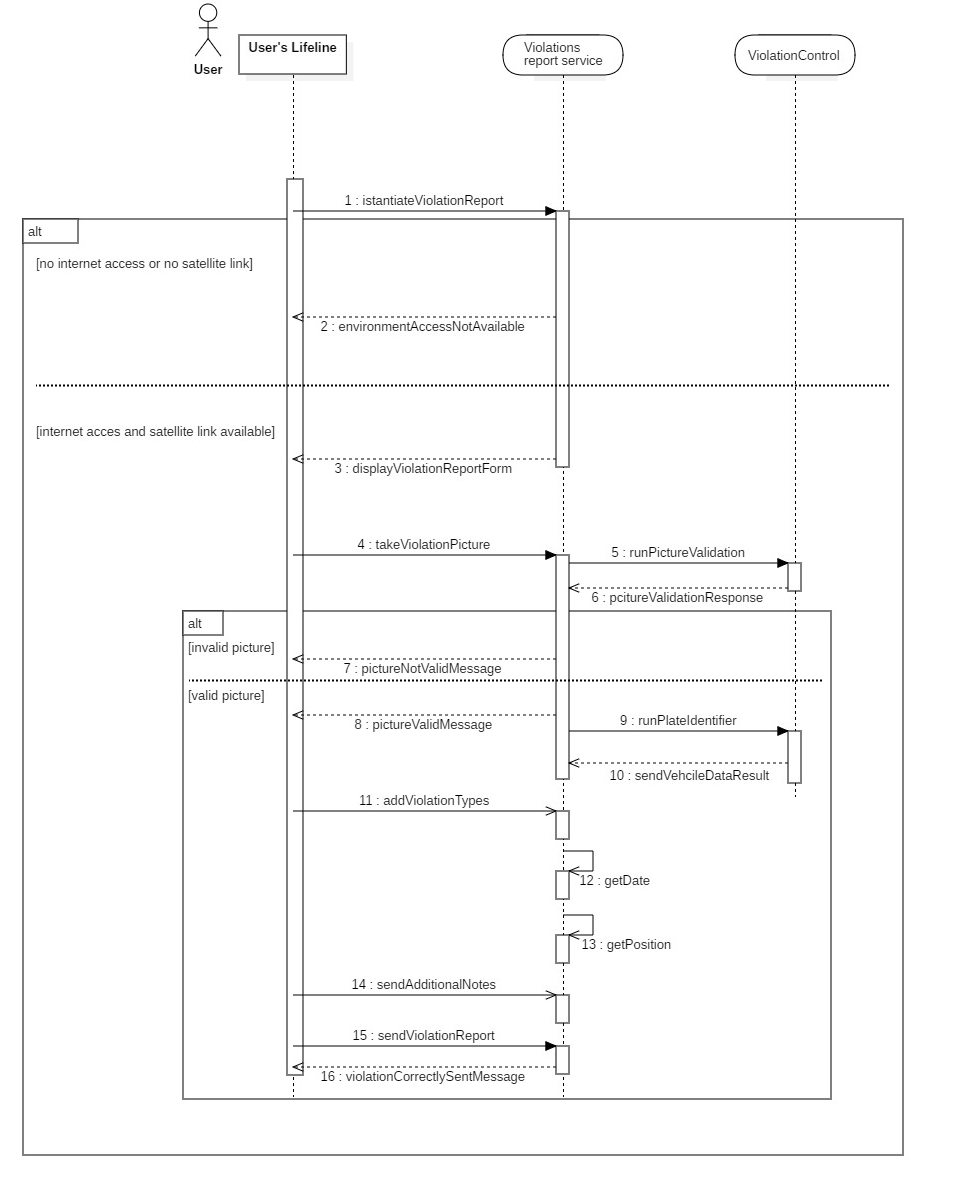 User
User's Lifeline
Violations
report service
ViolationControl
1 : istantiateViolationReport
alt
[no internet access or no satellite link]
2 : environmentAccessNotAvailable
[internet acces and satellite link available]
3 : displayViolationReportForm
4 : takeViolationPicture
5 : runPictureValidation
6 : pcitureValidationResponse
alt
[invalid picture]
7 : pictureNotValidMessage
[valid picture]
8 : pictureValidMessage
9 : runPlateIdentifier
10 : sendVehcileDataResult
11 : addViolationTypes
12 : getDate
13 : getPosition
14 : sendAdditionalNotes
15 : sendViolationReport
16 : violationCorrectlySentMessage